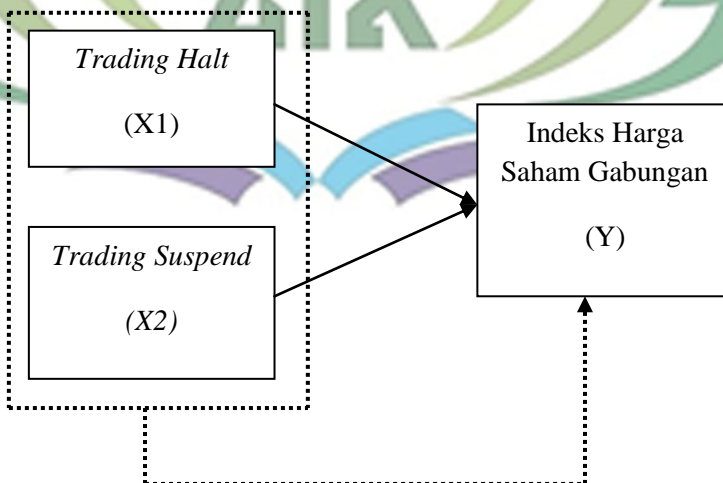 Trading Halt
(X1)
Trading Suspend
(X2)
Indeks Harga
Saham Gabungan
(Y)